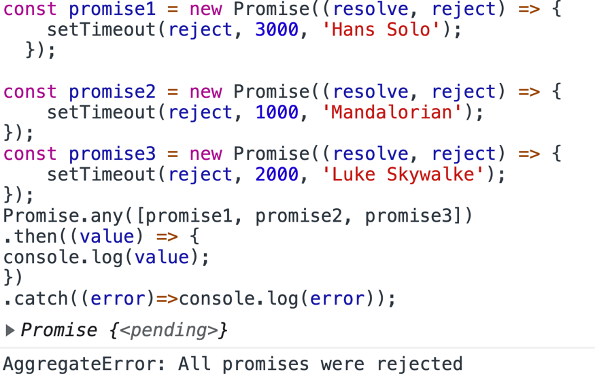 const promise1 = new Promise((resolve, reject) => {
    setTimeout(reject, 3000, 'Hans Solo');
  });

const promise2 = new Promise((resolve, reject) => {
    setTimeout(reject, 1000, 'Mandalorian');
});
const promise3 = new Promise((resolve, reject) => {
    setTimeout(reject, 2000, 'Luke Skywalke');
});
Promise.any([promise1, promise2, promise3])
.then((value) => {
console.log(value);
})
.catch((error)=>console.log(error));
Promise {<pending>}
AggregateError: All promises were rejected